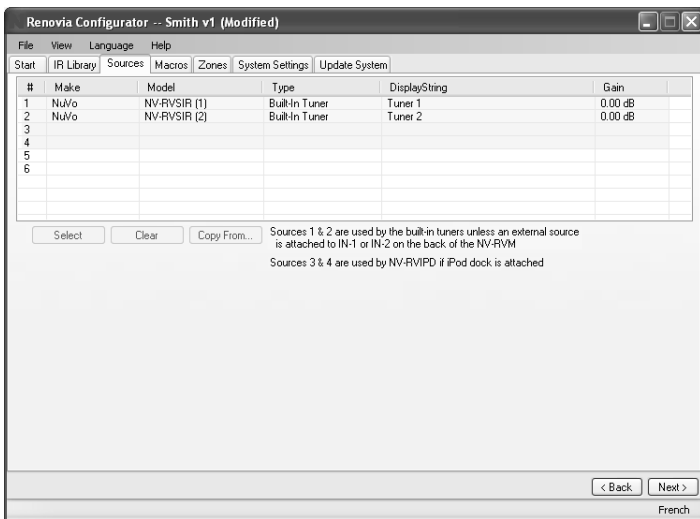 Renovia Configurator -- Smith v1 (Modified)
File View Language Help
Start IR Library Sources Macros Zones System Settings Update System
# Make Model Type DisplayString Gain
1 NuVo NV-RVSIR (1) Built-In Tuner Tuner 1 0.00 dB
2 NuVo NV-RVSIR (2) Built-In Tuner Tuner 2 0.00 dB
3
4
5
6
Select Clear Copy From... Sources 1 & 2 are used by the built-in tuners unless an external source
is attached to IN-1 or IN-2 on the back of the NV-RVM
Sources 3 & 4 are used by NV-RVIPD if iPod dock is attached
< Back Next >
French